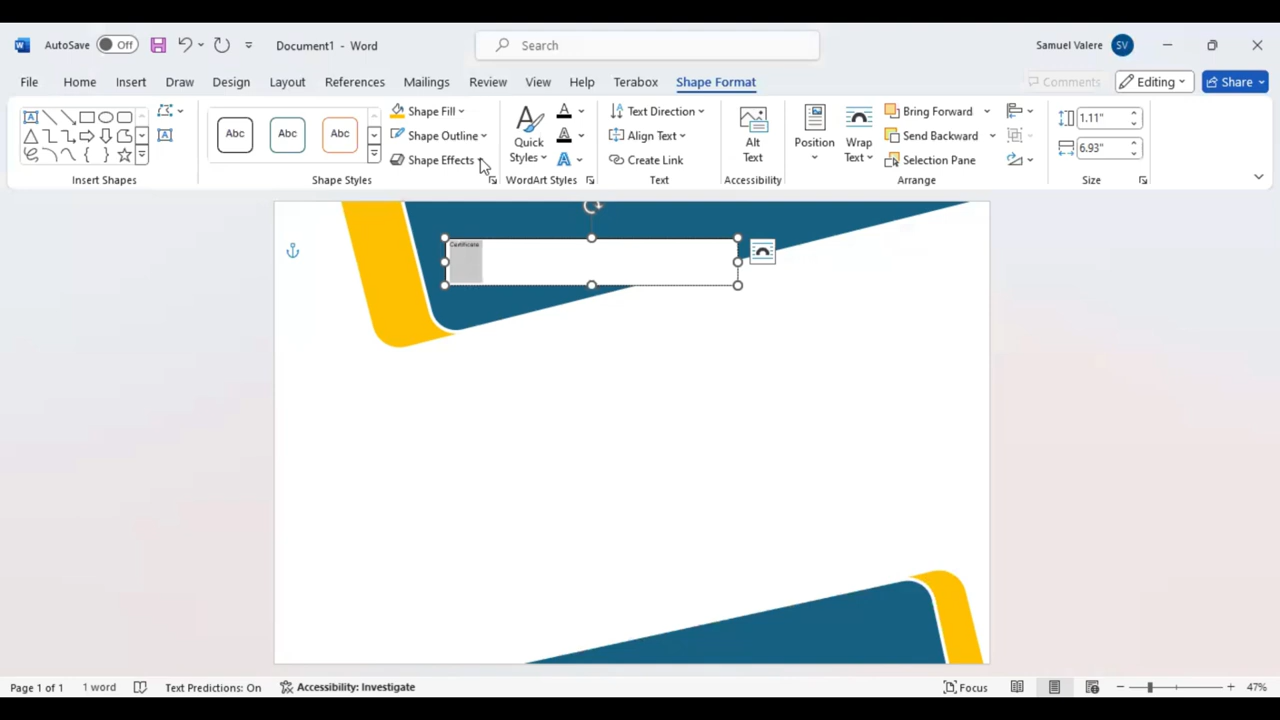 AutoSave Off Document1 - Word Search Samuel Valere SV
File Home Insert Draw Design Layout References Mailings Review View Help Terabox Shape Format Comments Editing Share
Abc Abc Abc Shape Fill Shape Outline Shape Effects Quick Styles A A A Text Direction Align Text Create Link Alt Text Position Wrap Text Bring Forward Send Backward Selection Pane 1.11" 6.93"
Insert Shapes Shape Styles WordArt Styles Text Accessibility Arrange Size
Certificate
Page 1 of 1 1 word Text Predictions: On Accessibility: Investigate Focus 47%